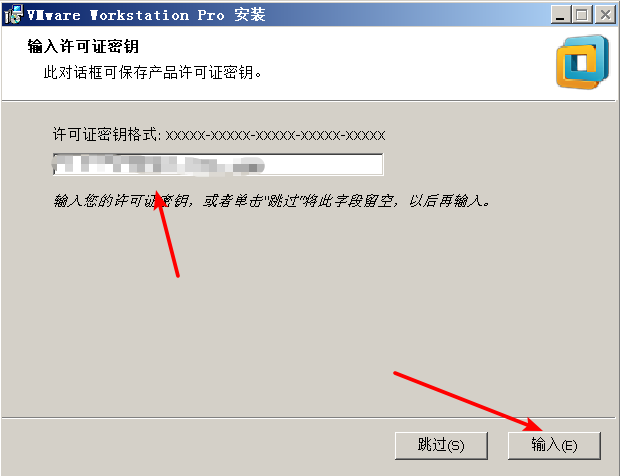 VMware Workstation Pro 安装
输入许可证密钥
此对话框可保存产品许可证密钥。
许可证密钥格式: XXXXX-XXXXX-XXXXX-XXXXX-XXXXX
输入您的许可证密钥，或者单击"跳过"将此字段留空，以后再输入。
跳过(S)
输入(E)